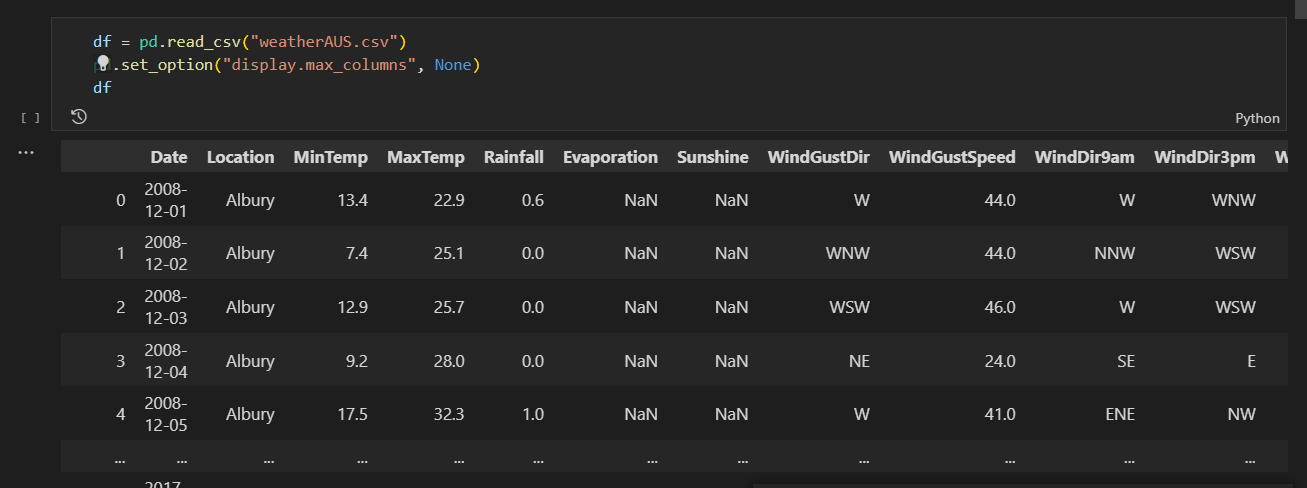 df = pd.read_csv("weatherAUS.csv")
.set_option("display.max_columns", None)
df
[ ]
Python
...
Date Location MinTemp MaxTemp Rainfall Evaporation Sunshine WindGustDir WindGustSpeed WindDir9am WindDir3pm W
0 2008-12-01 Albury 13.4 22.9 0.6 NaN NaN W 44.0 W WNW
1 2008-12-02 Albury 7.4 25.1 0.0 NaN NaN WNW 44.0 NNW WSW
2 2008-12-03 Albury 12.9 25.7 0.0 NaN NaN WSW 46.0 W WSW
3 2008-12-04 Albury 9.2 28.0 0.0 NaN NaN NE 24.0 SE E
4 2008-12-05 Albury 17.5 32.3 1.0 NaN NaN W 41.0 ENE NW
... ... ... ... ... ... ... ... ... ... ... ...
2017-